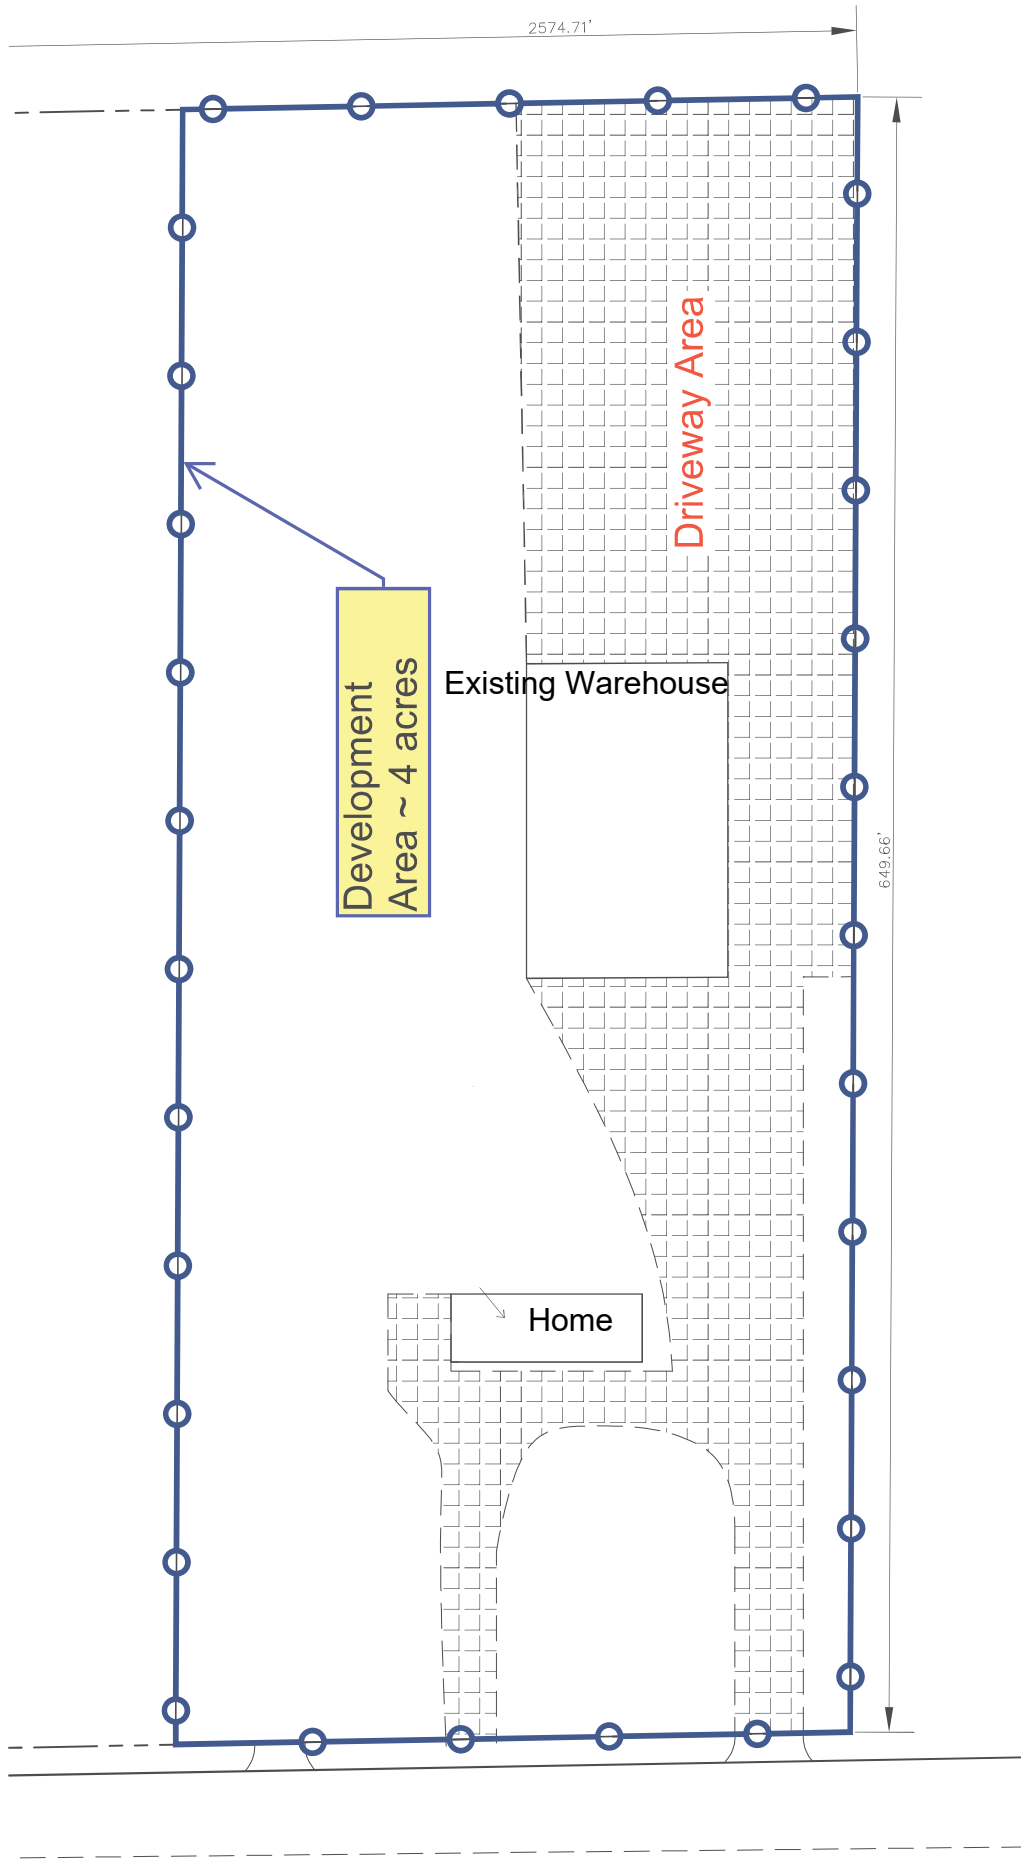 2574.71'
Driveway Area
Development
Area ~ 4 acres
Existing Warehouse
649.66'
Home